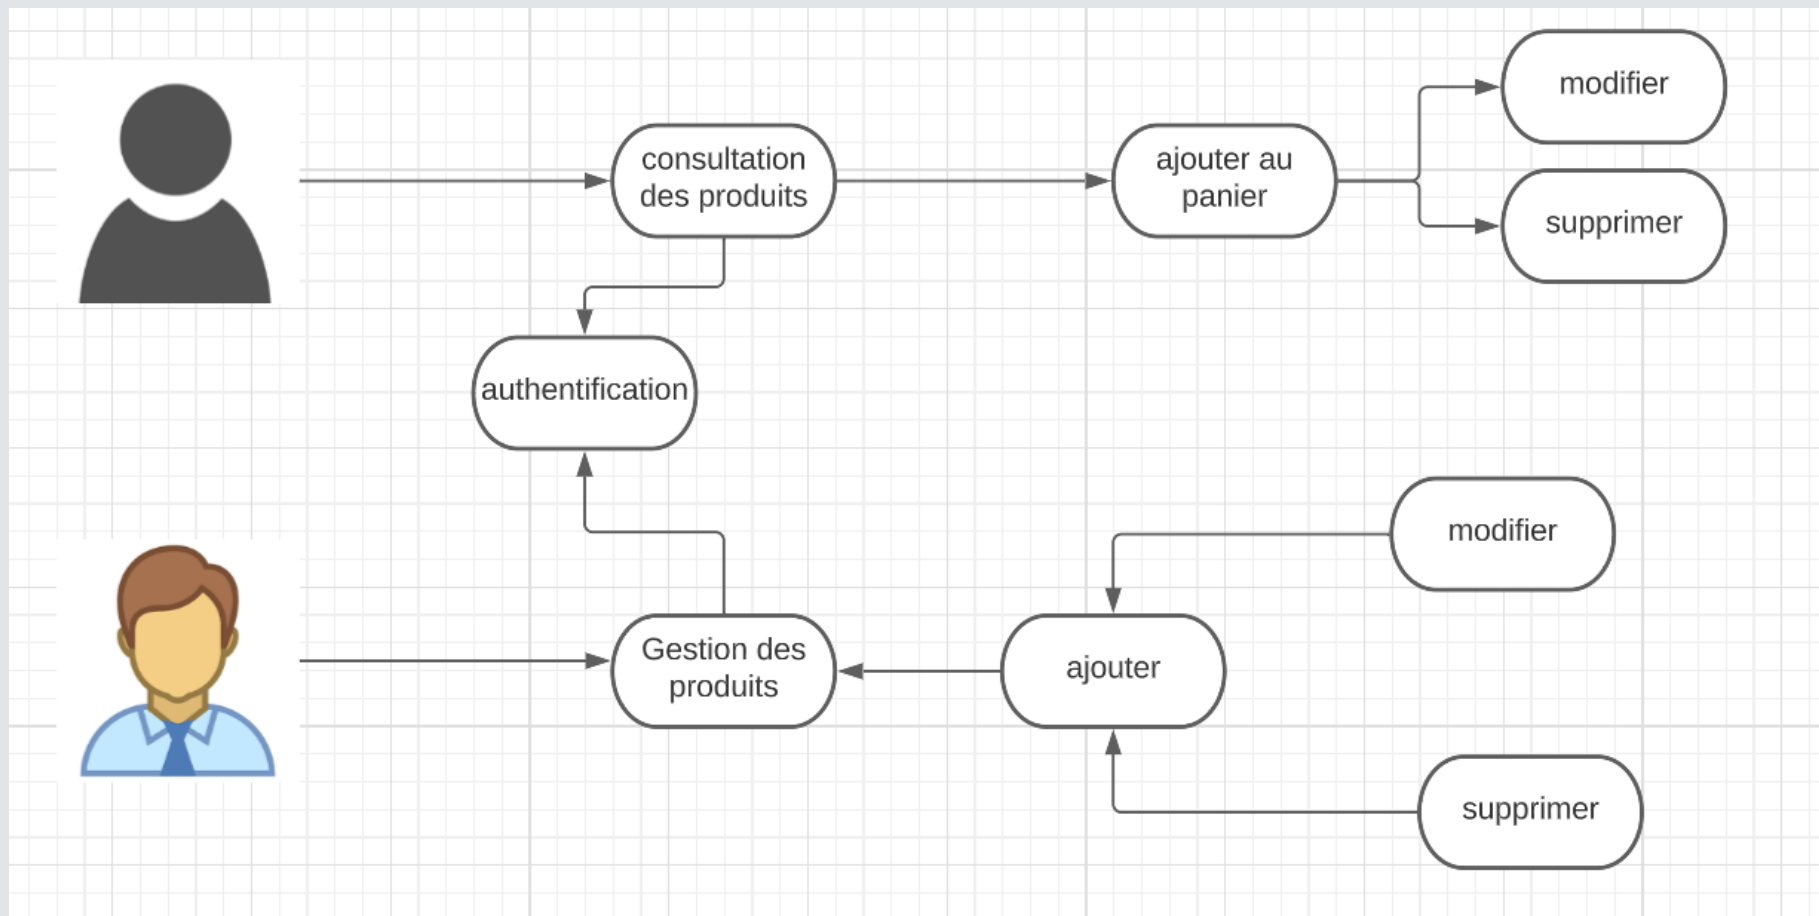 modifier
consultation
des produits
ajouter au
panier
supprimer
authentification
modifier
Gestion des
produits
ajouter
supprimer